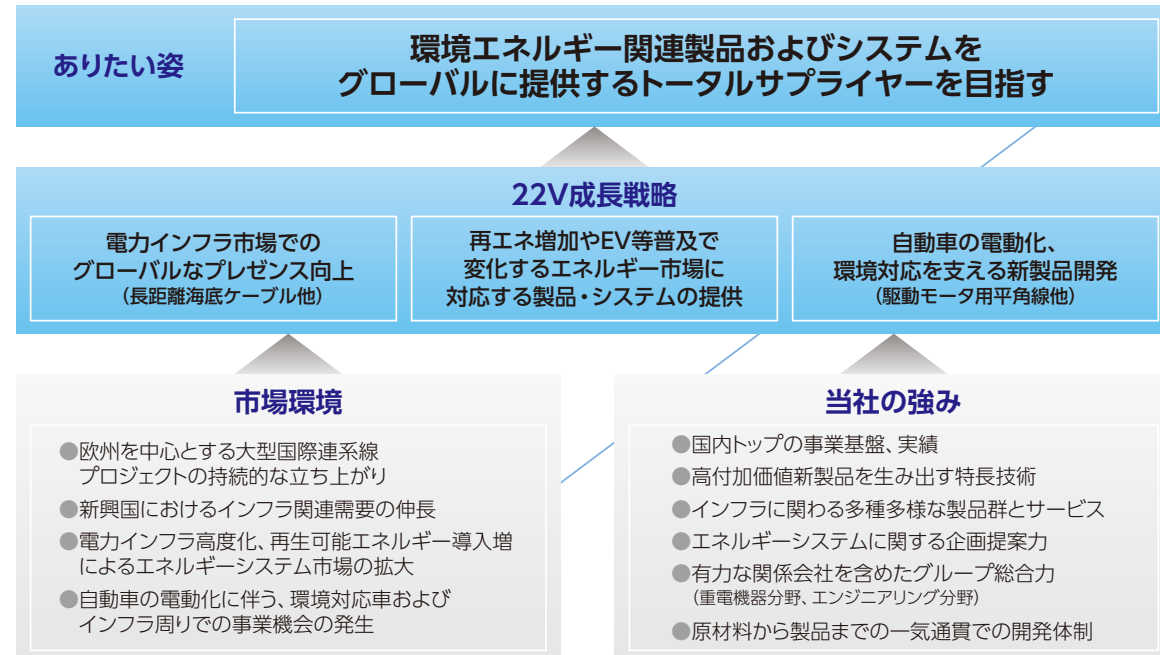 ありたい姿
環境エネルギー関連製品およびシステムを
グローバルに提供するトータルサプライヤーを目指す
22V成長戦略
電力インフラ市場での
グローバルなプレゼンス向上
(長距離海底ケーブル他)
再エネ増加やEV等普及で
変化するエネルギー市場に
対応する製品・システムの提供
自動車の電動化、
環境対応を支える新製品開発
(駆動モータ用平角線他)
市場環境
●欧州を中心とする大型国際連系線
プロジェクトの持続的な立ち上がり
●新興国におけるインフラ関連需要の伸長
●電力インフラ高度化、再生可能エネルギー導入増
によるエネルギーシステム市場の拡大
●自動車の電動化に伴う、環境対応車および
インフラ周りでの事業機会の発生
当社の強み
●国内トップの事業基盤、実績
●高付加価値新製品を生み出す特長技術
●インフラに関わる多種多様な製品群とサービス
●エネルギーシステムに関する企画提案力
●有力な関係会社を含めたグループ総合力
(重電機器分野、エンジニアリング分野)
●原材料から製品までの一気通貫での開発体制